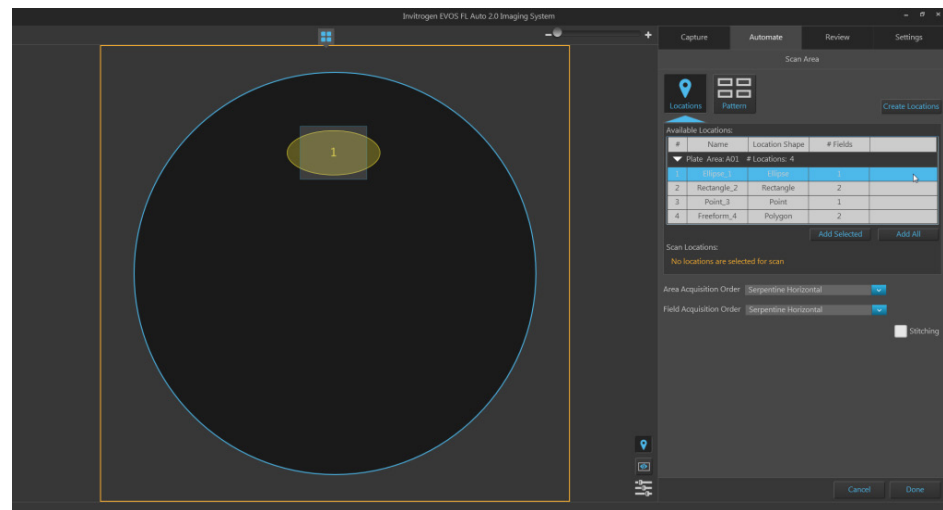 Invitrogen EVOS FL Auto 2.0 Imaging System
Capture Automate Review Settings
Scan Area
Locations Pattern Create Locations
Available Locations:
# Name Location Shape # Fields
Plate Area: A01 # Locations: 4
1 Ellipse_1 Ellipse 1
2 Rectangle_2 Rectangle 2
3 Point_3 Point 1
4 Freeform_4 Polygon 2
Add Selected Add All
Scan Locations:
No locations are selected for scan
Area Acquisition Order Serpentine Horizontal
Field Acquisition Order Serpentine Horizontal
Stitching
1
Cancel Done